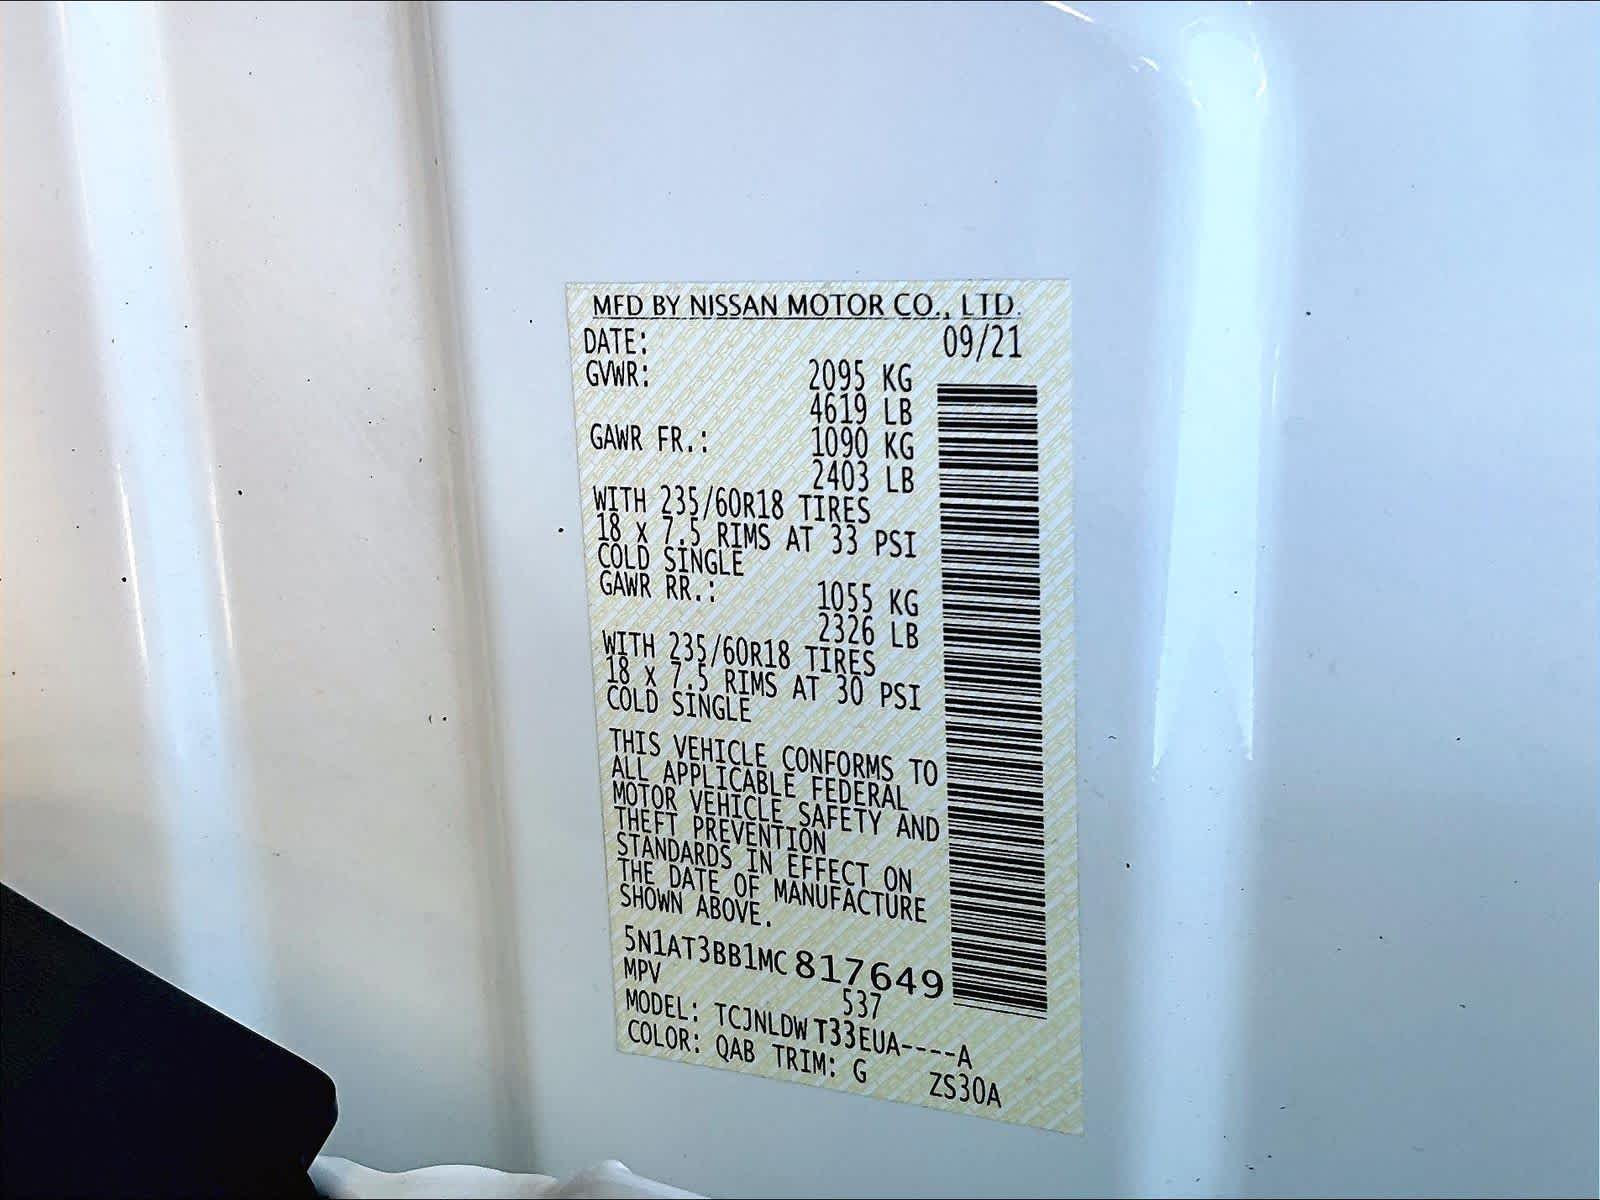 MFD BY NISSAN MOTOR CO., LTD.
DATE: 09/21
GVWR: 2095 KG
4619 LB
GAWR FR.: 1090 KG
2403 LB
WITH 235/60R18 TIRES
18 x 7.5 RIMS AT 33 PSI
COLD SINGLE
GAWR RR.: 1055 KG
2326 LB
WITH 235/60R18 TIRES
18 x 7.5 RIMS AT 30 PSI
COLD SINGLE
THIS VEHICLE CONFORMS TO
ALL APPLICABLE FEDERAL
MOTOR VEHICLE SAFETY AND
THEFT PREVENTION
STANDARDS IN EFFECT ON
THE DATE OF MANUFACTURE
SHOWN ABOVE.
5N1AT3BB1MC817649
MPV 537
MODEL: TCJNLDWT33EUA----A
COLOR: QAB TRIM: G ZS30A